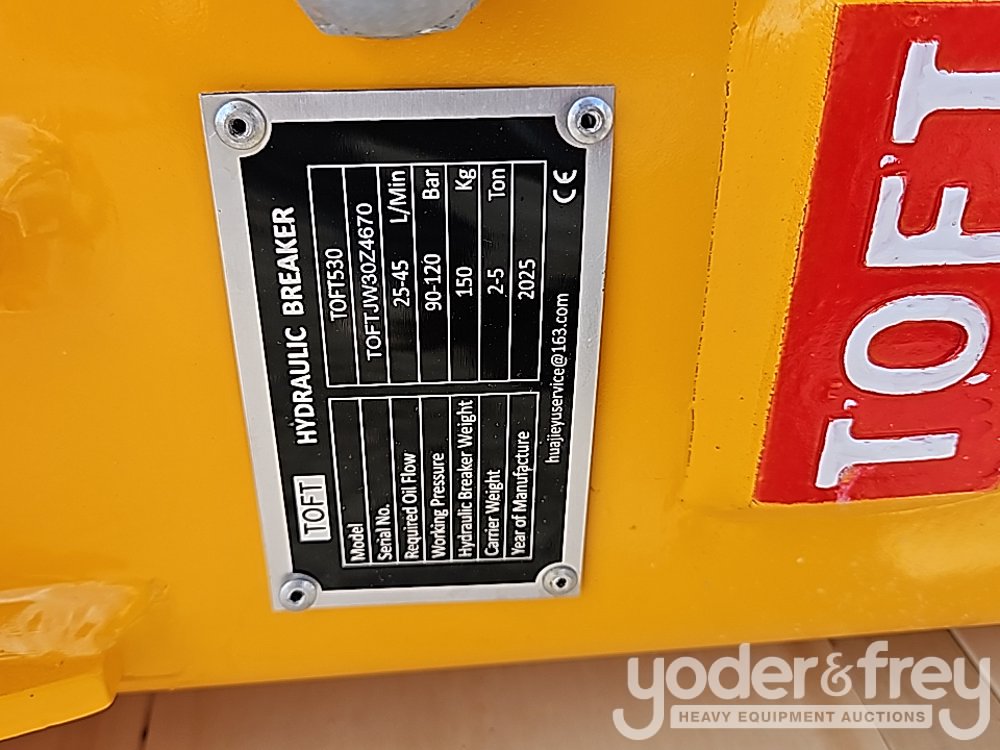 TOFT HYDRAULIC BREAKER
Model TOFT530
Serial No. TOFTJW30Z4670
Required Oil Flow 25-45 L/Min
Working Pressure 90-120 Bar
Hydraulic Breaker Weight 150 Kg
Carrier Weight 2-5 Ton
Year of Manufacture 2025
huajieyuservice@163.com CE
TOFT
yoder&frey
HEAVY EQUIPMENT AUCTIONS